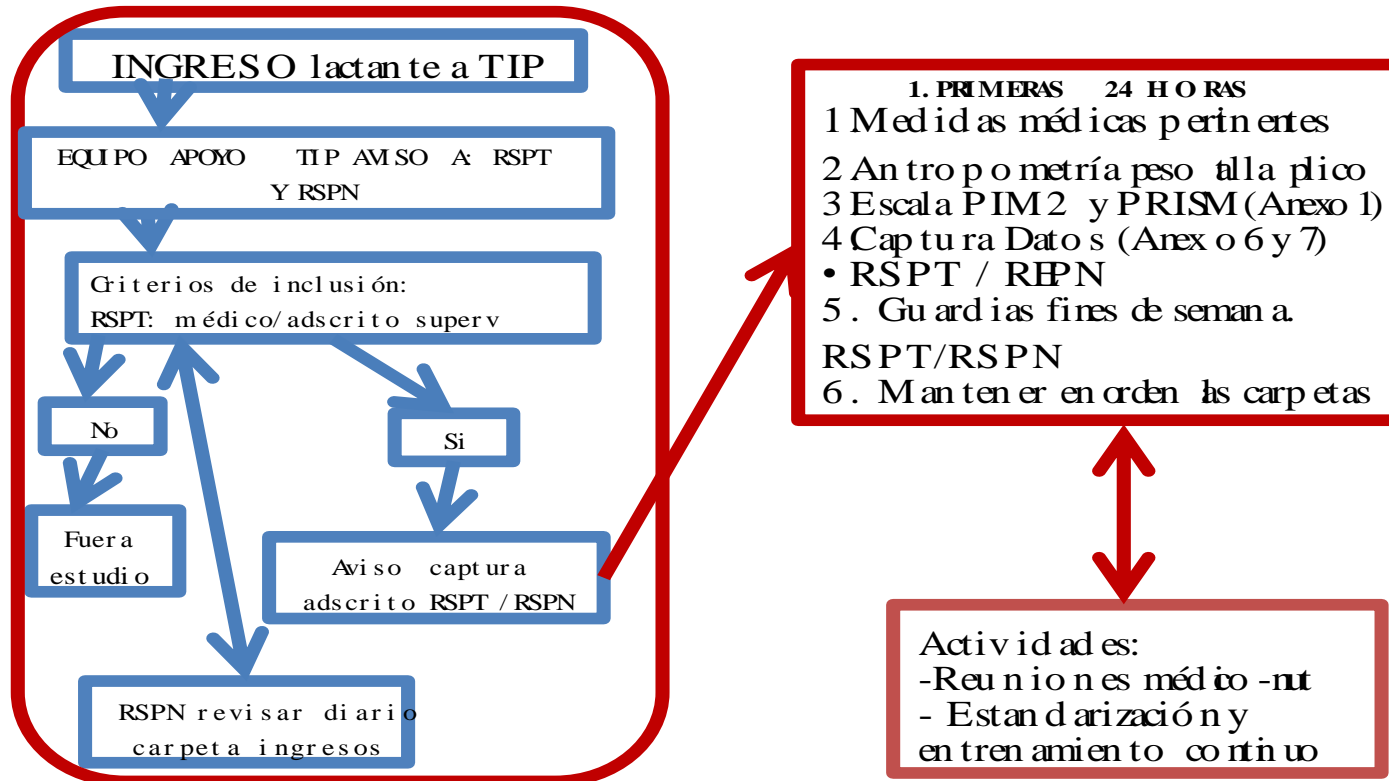 INGRESO lactante a TIP
EQUIPO APOYO TIP AVISO A: RSPT
Y RSPN
Criterios de inclusión:
RSPT: médico/adscrito superv
No
Si
Fuera
estudio
Aviso captura
adscrito RSPT / RSPN
RSPN revisar diario
carpeta ingresos
1. PRIMERAS 24 HORAS
1 Medidas médicas pertinentes
2 Antropometría peso talla plico
3 Escala PIM2 y PRISM (Anexo 1)
4 Captura Datos (Anexo 6 y 7)
• RSPT / REPN
5. Guardias fines de semana.
RSPT/RSPN
6. Mantener en orden las carpetas
Actividades:
-Reuniones médico -nut
- Estandarización y
entrenamiento continuo